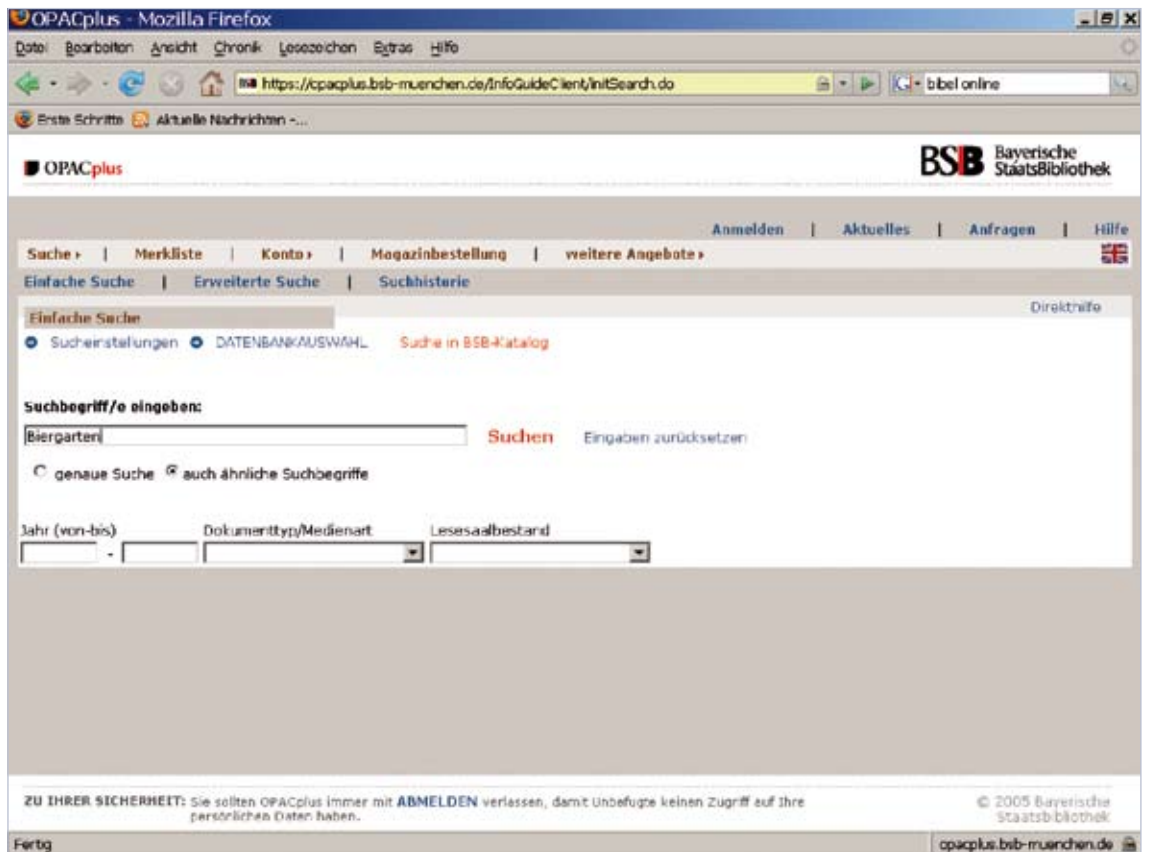 OPACplus - Mozilla Firefox
Datei Bearbeiten Ansicht Chronik Lesezeichen Extras Hilfe
https://opacplus.bsb-muenchen.de/InfoGuideClient/initSearch.do
bibel online
Erste Schritte Aktuelle Nachrichten -...
OPACplus
BSB Bayerische
StaatsBibliothek
Anmelden | Aktuelles | Anfragen | Hilfe
Suche | Merkliste | Konto | Magazinbestellung | weitere Angebote
Einfache Suche | Erweiterte Suche | Suchhistorie
Direkthilfe
Einfache Suche
Sucheinstellungen DATENBANKAUSWAHL Suche in BSB-Katalog
Suchbegriff/e eingeben:
Biergarten Suchen Eingaben zurücksetzen
genaue Suche auch ähnliche Suchbegriffe
Jahr (von-bis) Dokumenttyp/Medienart Lesesaalbestand
-
ZU IHRER SICHERHEIT: Sie sollten OPACplus immer mit ABMELDEN verlassen, damit Unbefugte keinen Zugriff auf Ihre
persönlichen Daten haben.
© 2005 Bayerische
Staatsbibliothek
Fertig
opacplus.bsb-muenchen.de